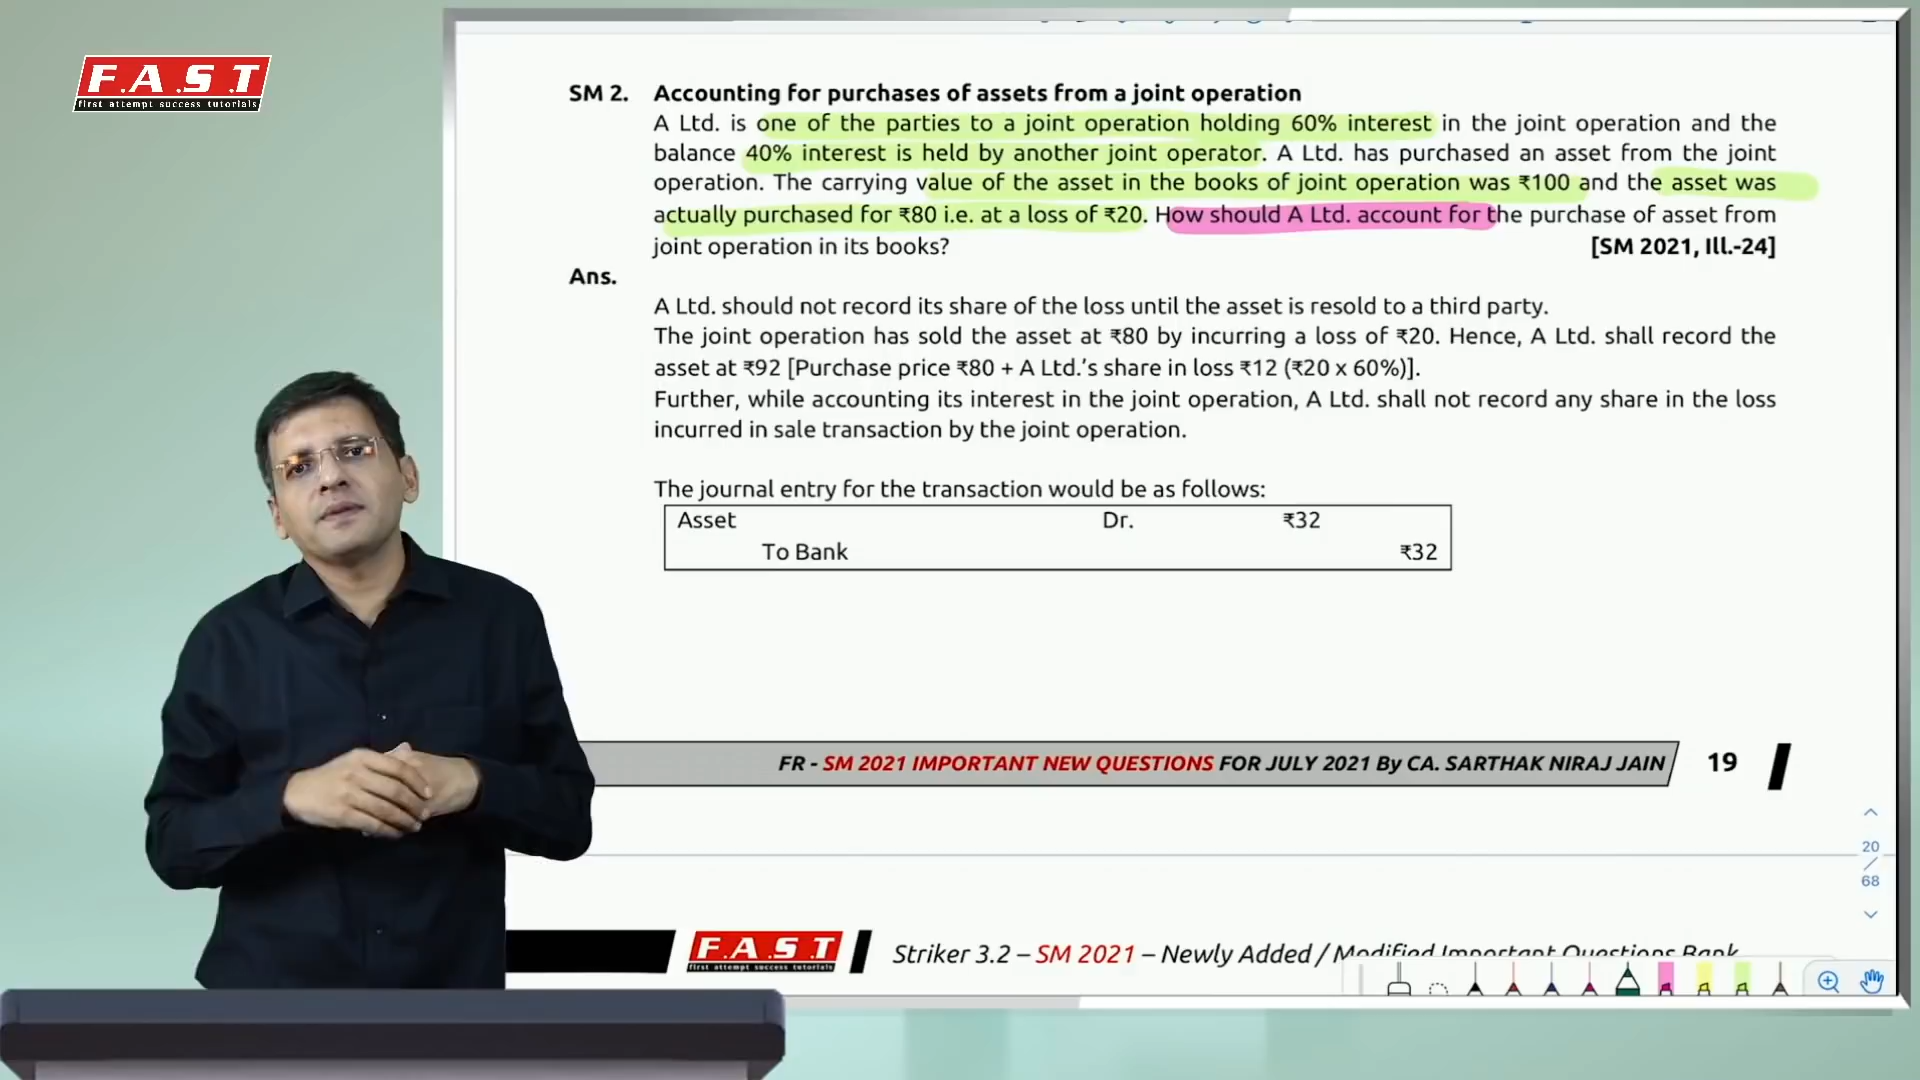 F.A.S.T
first attempt success tutorials
SM 2. Accounting for purchases of assets from a joint operation
A Ltd. is one of the parties to a joint operation holding 60% interest in the joint operation and the
balance 40% interest is held by another joint operator. A Ltd. has purchased an asset from the joint
operation. The carrying value of the asset in the books of joint operation was ₹100 and the asset was
actually purchased for ₹80 i.e. at a loss of ₹20. How should A Ltd. account for the purchase of asset from
joint operation in its books? [SM 2021, Ill.-24]
Ans.
A Ltd. should not record its share of the loss until the asset is resold to a third party.
The joint operation has sold the asset at ₹80 by incurring a loss of ₹20. Hence, A Ltd. shall record the
asset at ₹92 [Purchase price ₹80 + A Ltd.'s share in loss ₹12 (₹20 x 60%)].
Further, while accounting its interest in the joint operation, A Ltd. shall not record any share in the loss
incurred in sale transaction by the joint operation.
The journal entry for the transaction would be as follows:
Asset Dr. ₹32
To Bank ₹32
FR - SM 2021 IMPORTANT NEW QUESTIONS FOR JULY 2021 By CA. SARTHAK NIRAJ JAIN 19
20
/
68
F.A.S.T
first attempt success tutorials
Striker 3.2 – SM 2021 – Newly Added / Modified Important Questions Bank